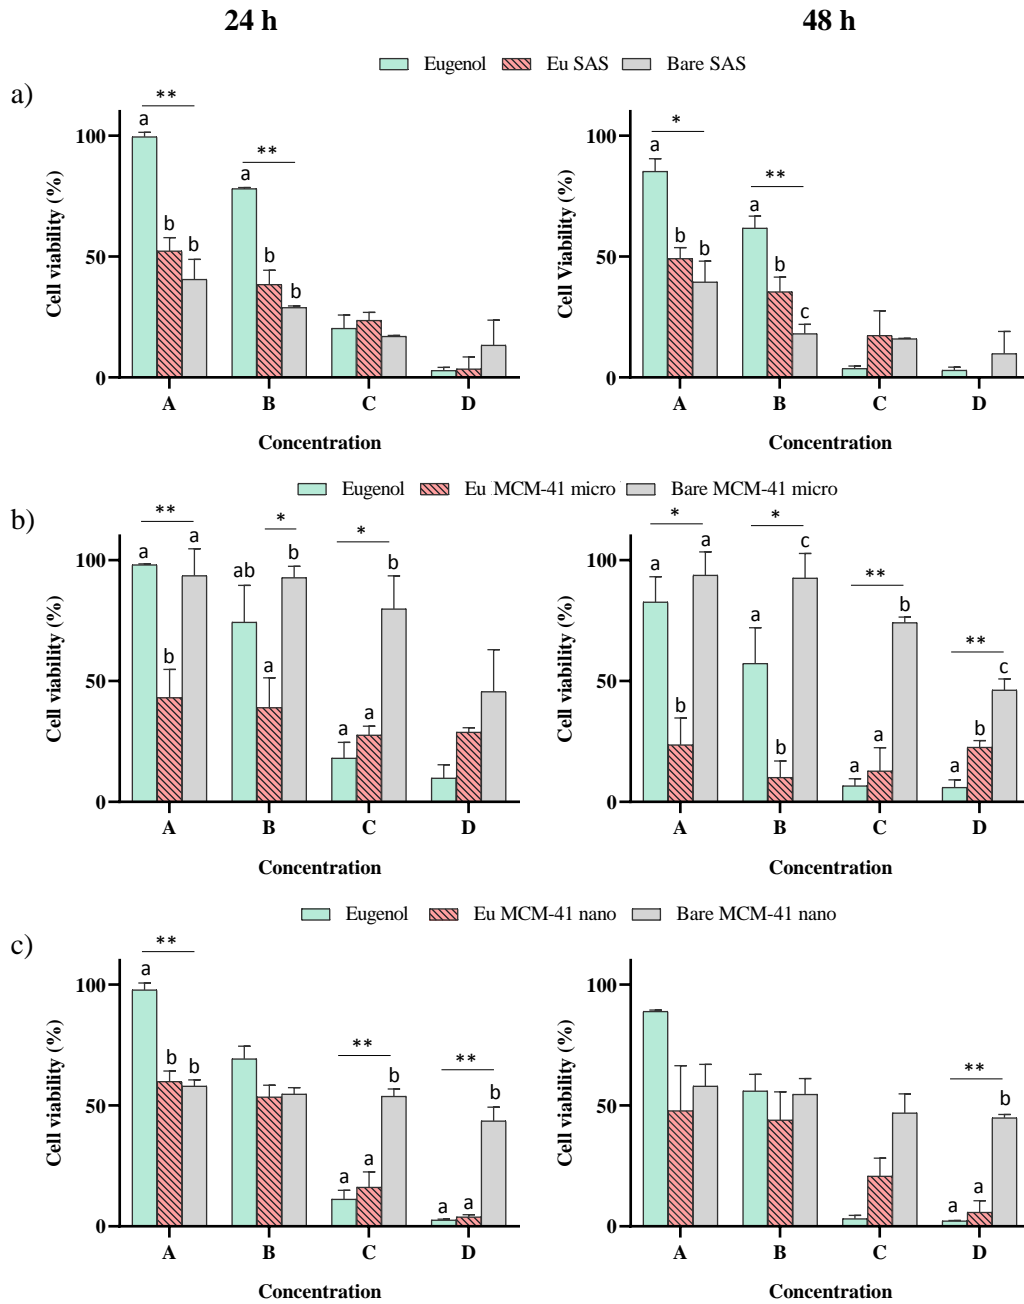 24 h 48 h
Eugenol Eu SAS Bare SAS
a)
** a b b ** a b b
100 50 0
Cell viability (%)
A B C D
Concentration
* a b b ** a b c
100 50 0
Cell Viability (%)
A B C D
Concentration
Eugenol Eu MCM-41 micro Bare MCM-41 micro
b)
** a b a * ab a b * a a b
100 50 0
Cell viability (%)
A B C D
Concentration
* a b a * a b c ** a a b ** a b c
100 50 0
Cell viability (%)
A B C D
Concentration
Eugenol Eu MCM-41 nano Bare MCM-41 nano
c)
** a b b ** a a b ** a a b
100 50 0
Cell viability (%)
A B C D
Concentration
** a a b
100 50 0
Cell viability (%)
A B C D
Concentration